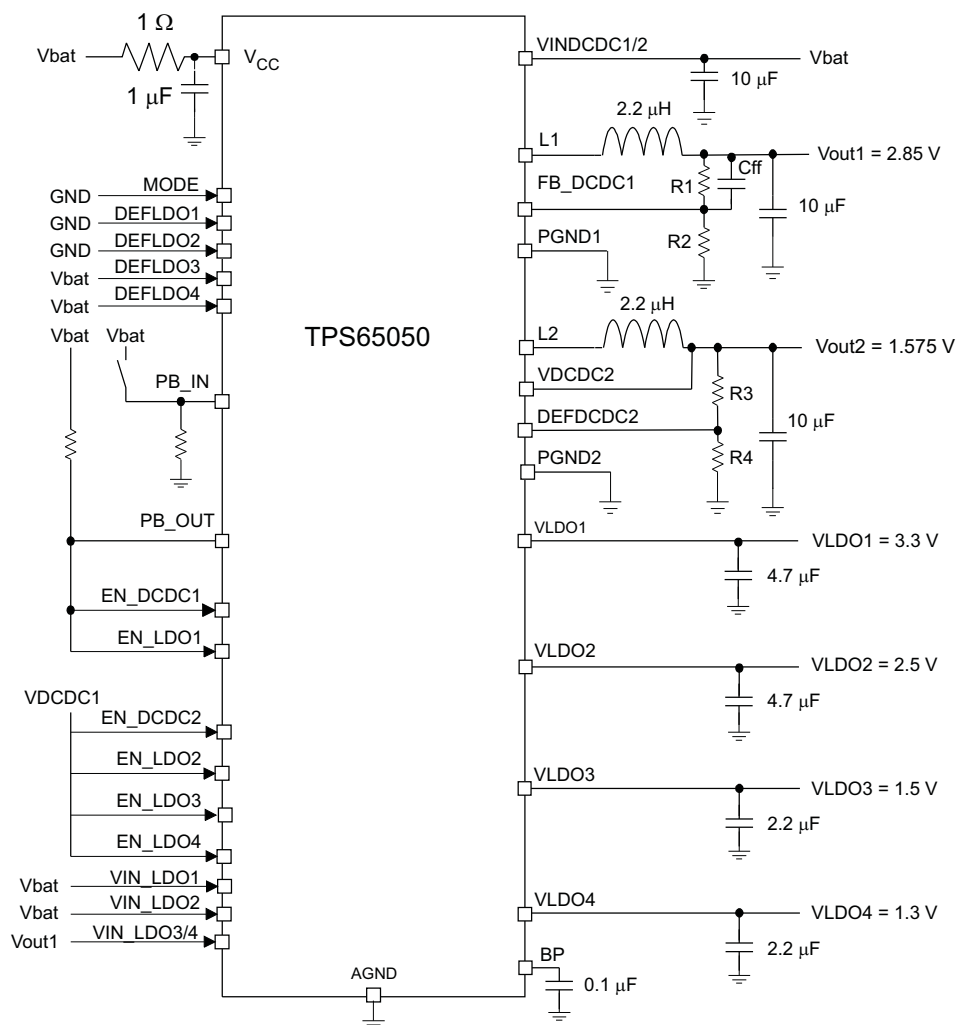 1 Ω
Vbat
VCC
1 μF
VINDCDC1/2
Vbat
10 μF
2.2 μH
L1
Vout1 = 2.85 V
Cff
FB_DCDC1
R1
10 μF
R2
PGND1
GND
MODE
GND
DEFLDO1
GND
DEFLDO2
Vbat
DEFLDO3
Vbat
DEFLDO4
Vbat
Vbat
TPS65050
2.2 μH
L2
Vout2 = 1.575 V
VDCDC2
PB_IN
R3
DEFDCDC2
10 μF
R4
PGND2
PB_OUT
VLDO1
VLDO1 = 3.3 V
4.7 μF
EN_DCDC1
EN_LDO1
VLDO2
VLDO2 = 2.5 V
4.7 μF
VDCDC1
EN_DCDC2
EN_LDO2
EN_LDO3
EN_LDO4
VLDO3
VLDO3 = 1.5 V
2.2 μF
Vbat
VIN_LDO1
Vbat
VIN_LDO2
Vout1
VIN_LDO3/4
VLDO4
VLDO4 = 1.3 V
2.2 μF
BP
0.1 μF
AGND